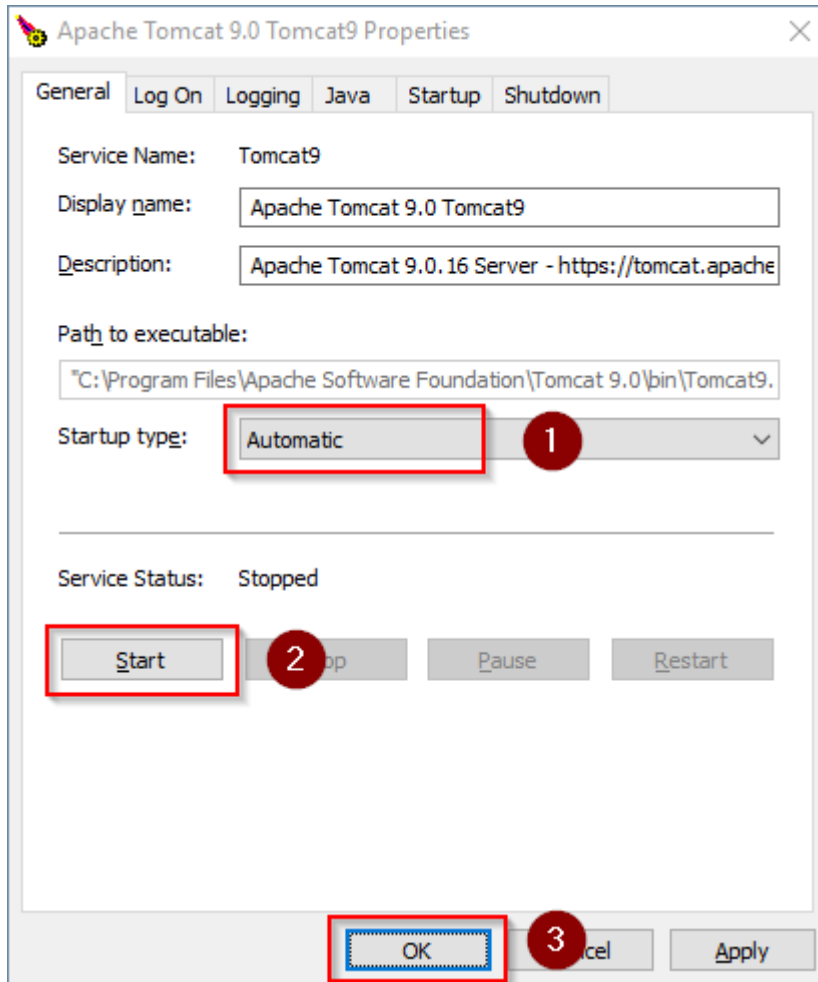 Apache Tomcat 9.0 Tomcat9 Properties
General Log On Logging Java Startup Shutdown
Service Name: Tomcat9
Display name: Apache Tomcat 9.0 Tomcat9
Description: Apache Tomcat 9.0.16 Server - https://tomcat.apache
Path to executable:
"C:\Program Files\Apache Software Foundation\Tomcat 9.0\bin\Tomcat9.
Startup type: Automatic 1
Service Status: Stopped
Start 2 op Pause Restart
OK 3 cel Apply